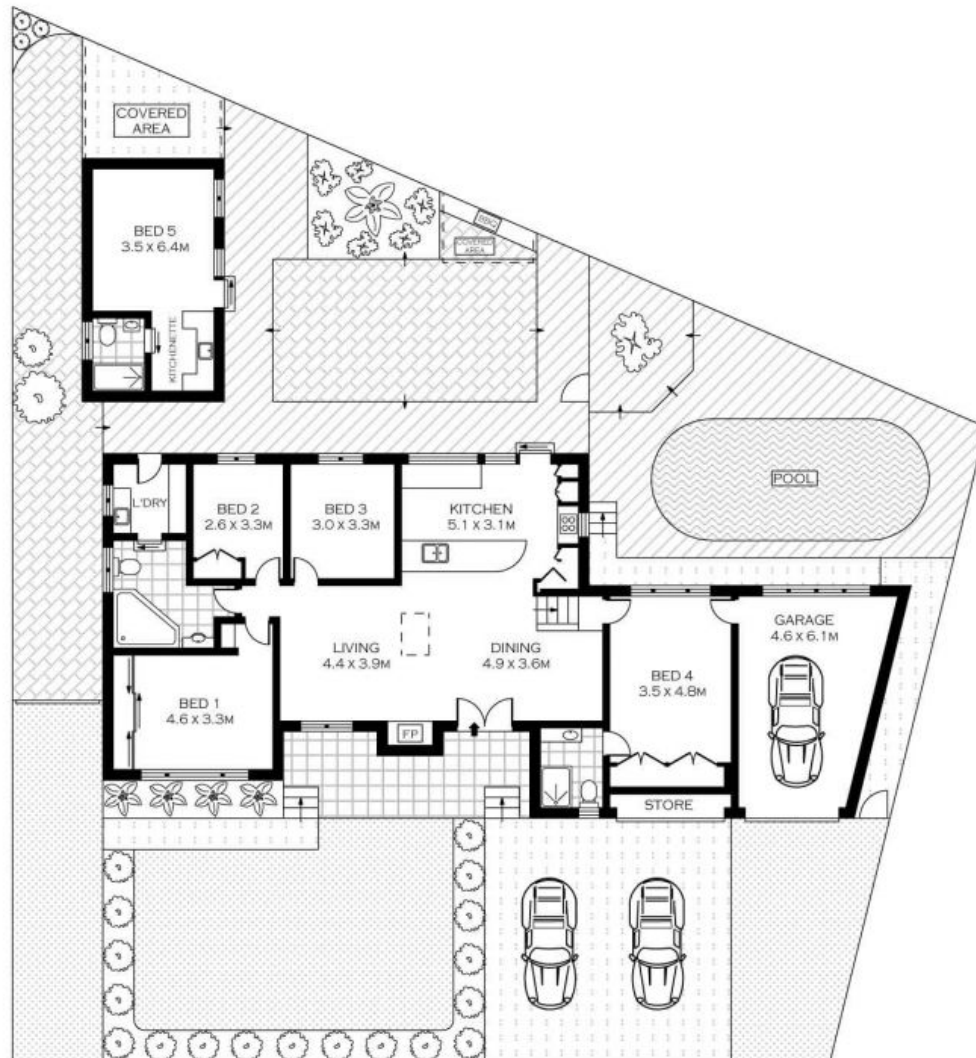 COVERED
AREA
BED 5
3.5 X 6.4M
KITCHENETTE
BBQ
COVERED
AREA
POOL
L'DRY
BED 2
2.6 X 3.3M
BED 3
3.0 X 3.3M
KITCHEN
5.1 X 3.1M
LIVING
4.4 X 3.9M
DINING
4.9 X 3.6M
BED 4
3.5 X 4.8M
GARAGE
4.6 X 6.1M
BED 1
4.6 X 3.3M
FP
STORE